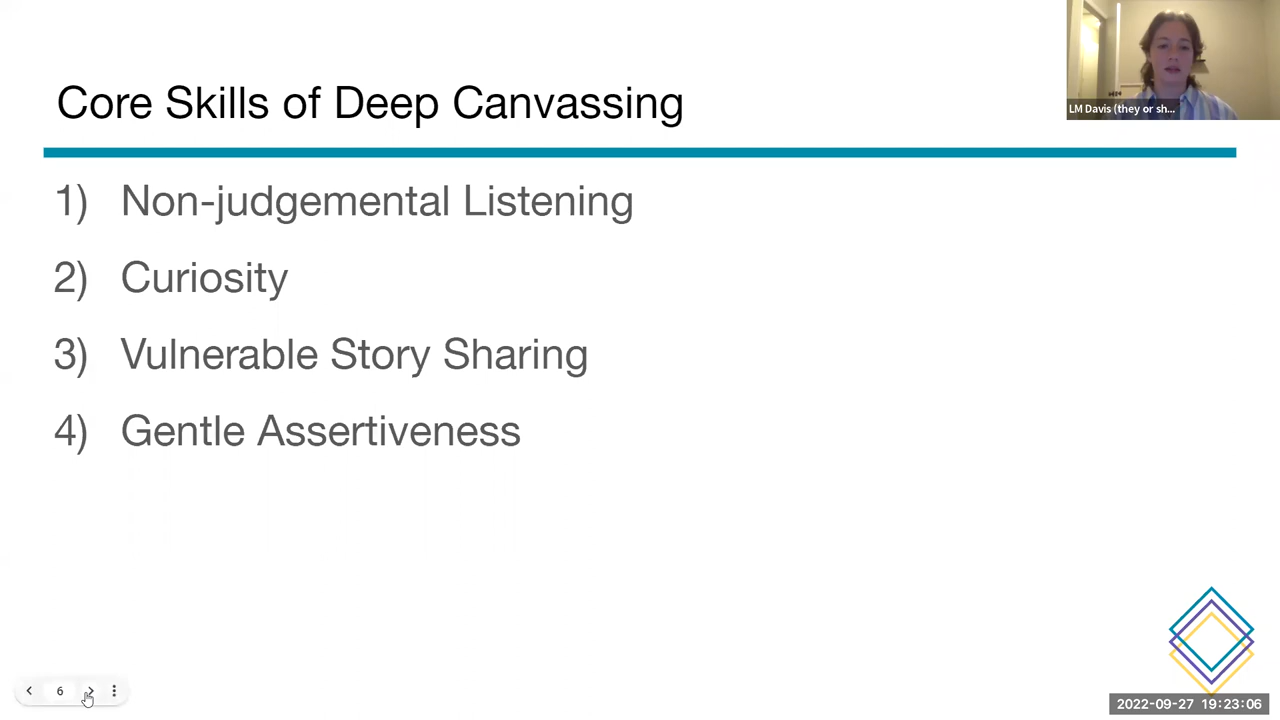 Core Skills of Deep Canvassing
LM Davis (they or sh...
1) Non-judgemental Listening
2) Curiosity
3) Vulnerable Story Sharing
4) Gentle Assertiveness
6
2022-09-27 19:23:06